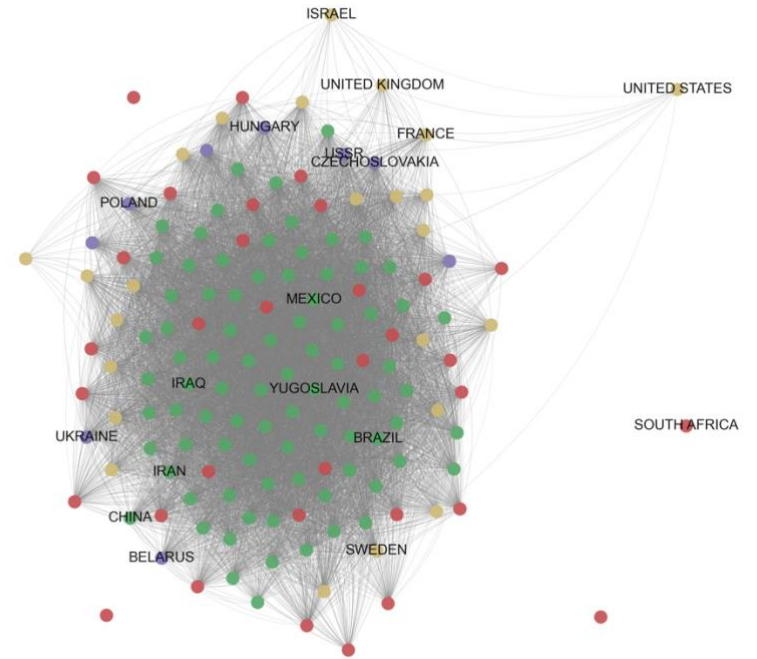 ISRAEL
UNITED KINGDOM
UNITED STATES
HUNGARY
FRANCE
USSR
CZECHOSLOVAKIA
POLAND
MEXICO
IRAQ
YUGOSLAVIA
SOUTH AFRICA
UKRAINE
BRAZIL
IRAN
CHINA
SWEDEN
BELARUS